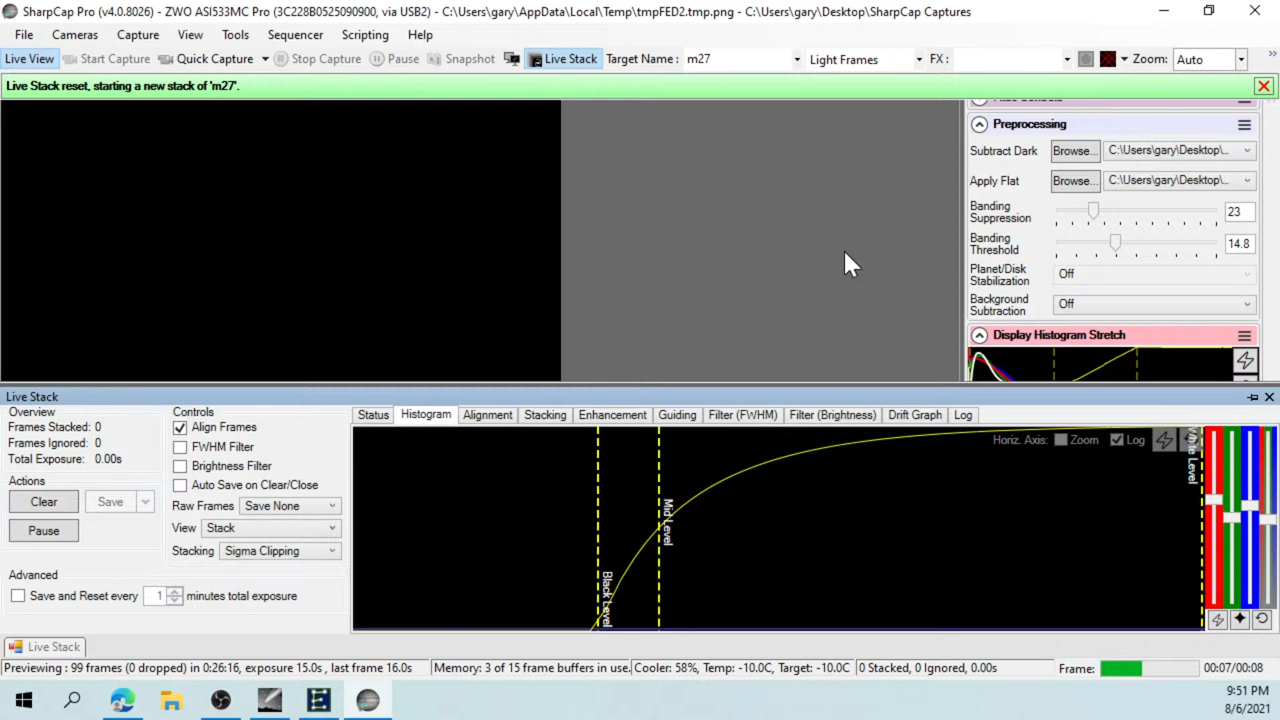 SharpCap Pro (v4.0.8026) - ZWO ASI533MC Pro (3C228B0525090900, via USB2) - C:\Users\gary\AppData\Local\Temp\tmpFED2.tmp.png - C:\Users\gary\Desktop\SharpCap Captures
File Cameras Capture View Tools Sequencer Scripting Help
Live View Start Capture Quick Capture Stop Capture Pause Snapshot Live Stack Target Name : m27 Light Frames FX : Zoom: Auto
Live Stack reset, starting a new stack of 'm27'.
Preprocessing
Subtract Dark Browse... C:\Users\gary\Desktop\...
Apply Flat Browse... C:\Users\gary\Desktop\...
Banding
Suppression 23
Banding
Threshold 14.8
Planet/Disk
Stabilization Off
Background
Subtraction Off
Display Histogram Stretch
Live Stack
Overview
Frames Stacked: 0
Frames Ignored: 0
Total Exposure: 0.00s
Actions
Clear Save
Pause
Controls
Align Frames
FWHM Filter
Brightness Filter
Auto Save on Clear/Close
Raw Frames Save None
View Stack
Stacking Sigma Clipping
Advanced
Save and Reset every 1 minutes total exposure
Status Histogram Alignment Stacking Enhancement Guiding Filter (FWHM) Filter (Brightness) Drift Graph Log
Horiz. Axis: Zoom Log
Black Level
Mid Level
White Level
Live Stack
Previewing : 99 frames (0 dropped) in 0:26:16, exposure 15.0s , last frame 16.0s Memory: 3 of 15 frame buffers in use. Cooler: 58%, Temp: -10.0C, Target: -10.0C 0 Stacked, 0 Ignored, 0.00s Frame: 00:07/00:08
9:51 PM
8/6/2021